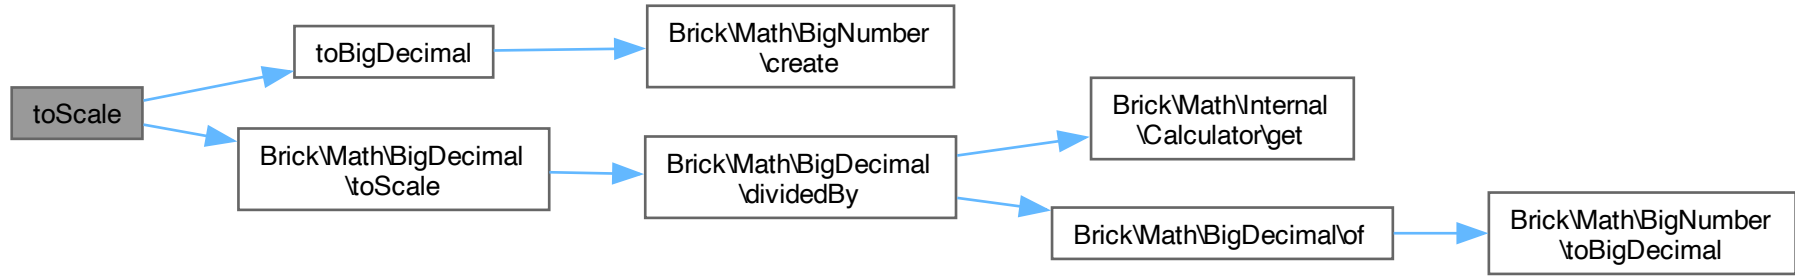 toScale
toBigDecimal
Brick\Math\BigNumber
\create
Brick\Math\BigDecimal
\toScale
Brick\Math\BigDecimal
\dividedBy
Brick\Math\Internal
\Calculator\get
Brick\Math\BigDecimal\of
Brick\Math\BigNumber
\toBigDecimal